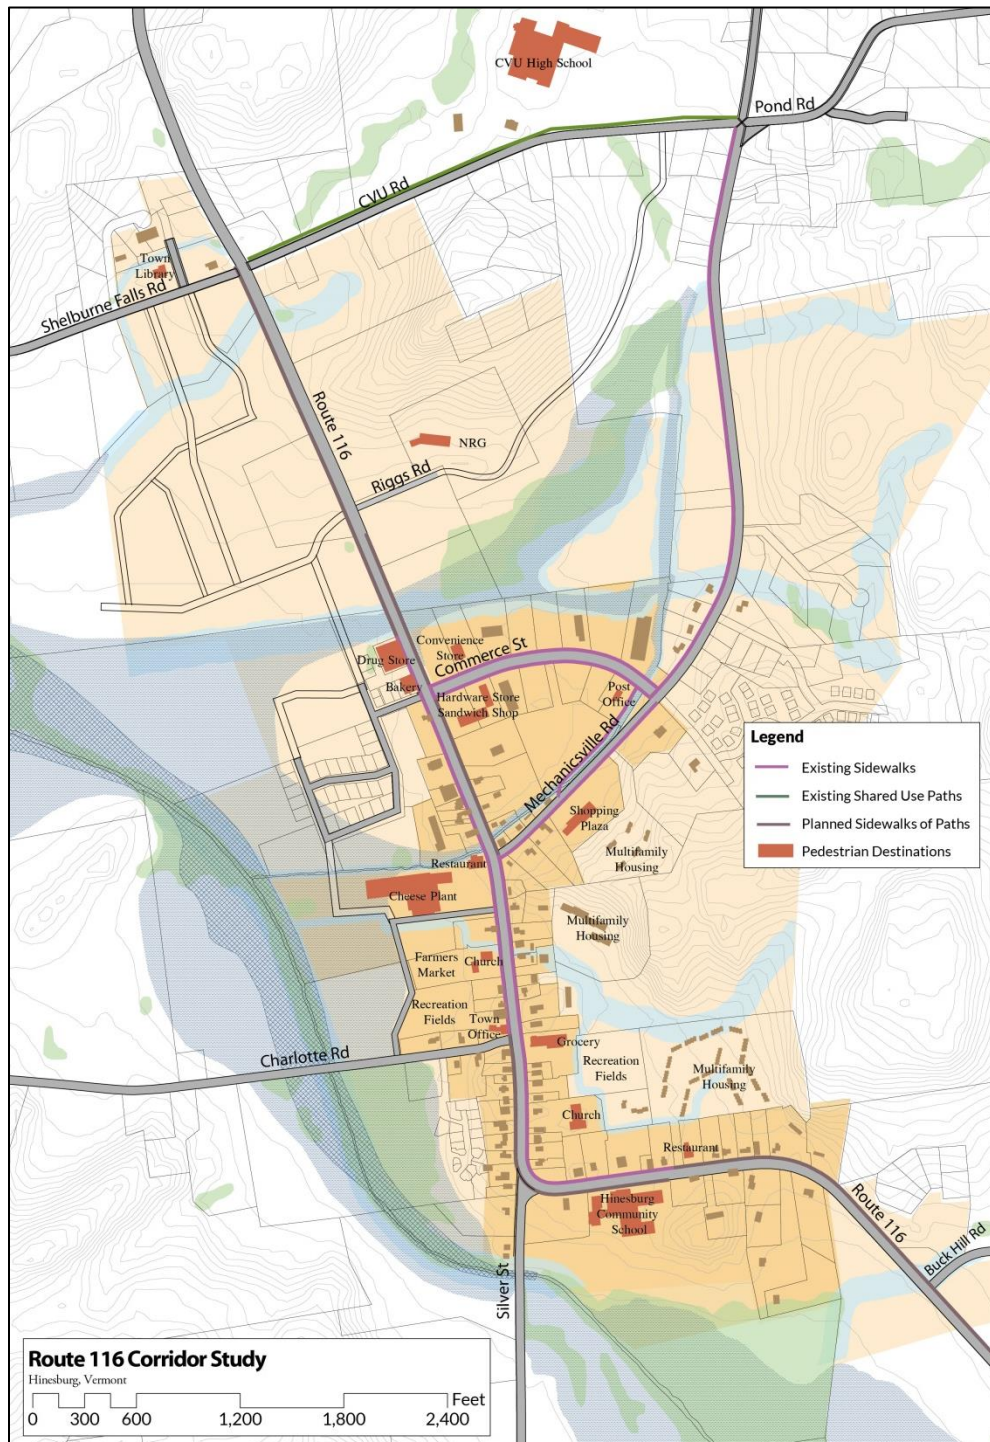 CVU High School
Pond Rd
CVU Rd
Town
Library
Shelburne Falls Rd
Route 116
NRG
Riggs Rd
Convenience
Store
Commerce St
Drug Store
Bakery
Hardware Store
Sandwich Shop
Post
Office
Mechanicsville Rd
Legend
Existing Sidewalks
Existing Shared Use Paths
Planned Sidewalks of Paths
Pedestrian Destinations
Shopping
Plaza
Multifamily
Housing
Restaurant
Cheese Plant
Multifamily
Housing
Farmers
Market
Church
Recreation
Fields
Town
Office
Grocery
Charlotte Rd
Recreation
Fields
Multifamily
Housing
Church
Restaurant
Hinesburg
Community
School
Route 116
Buck Hill Rd
Silver St
Route 116 Corridor Study
Hinesburg, Vermont
Feet
0 300 600 1,200 1,800 2,400